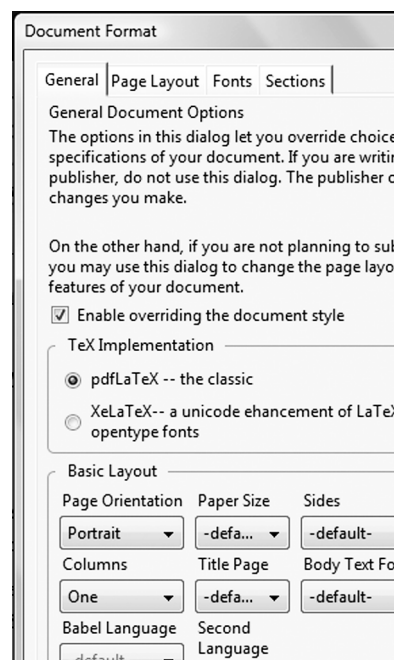 Document Format
General Page Layout Fonts Sections
General Document Options
The options in this dialog let you override choice
specifications of your document. If you are writi
publisher, do not use this dialog. The publisher
changes you make.
On the other hand, if you are not planning to su
you may use this dialog to change the page layo
features of your document.
Enable overriding the document style
TeX Implementation
pdfLaTeX -- the classic
XeLaTeX-- a unicode ehancement of LaTeX
opentype fonts
Basic Layout
Page Orientation Paper Size Sides
Portrait -defa... -default-
Columns Title Page Body Text Fo
One -defa... -default-
Babel Language Second
Language
-default-